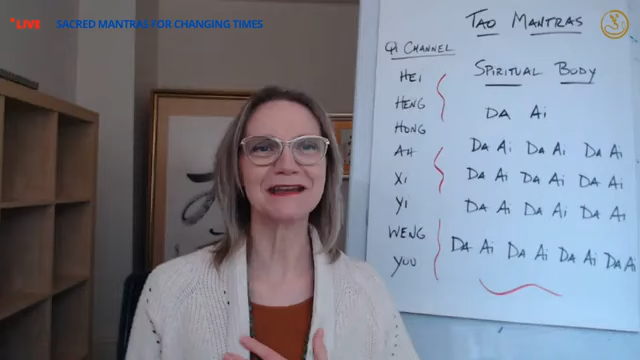 LIVE SACRED MANTRAS FOR CHANGING TIMES
TAO MANTRAS
QI CHANNEL
HEI
HENG
HONG
AH
XI
YI
WENG
YOU
SPIRITUAL BODY
DA Ai
DA Ai DA Ai DA Ai
DA Ai DA Ai DA Ai
DA Ai DA Ai DA Ai
DA Ai DA Ai DA Ai DA Ai